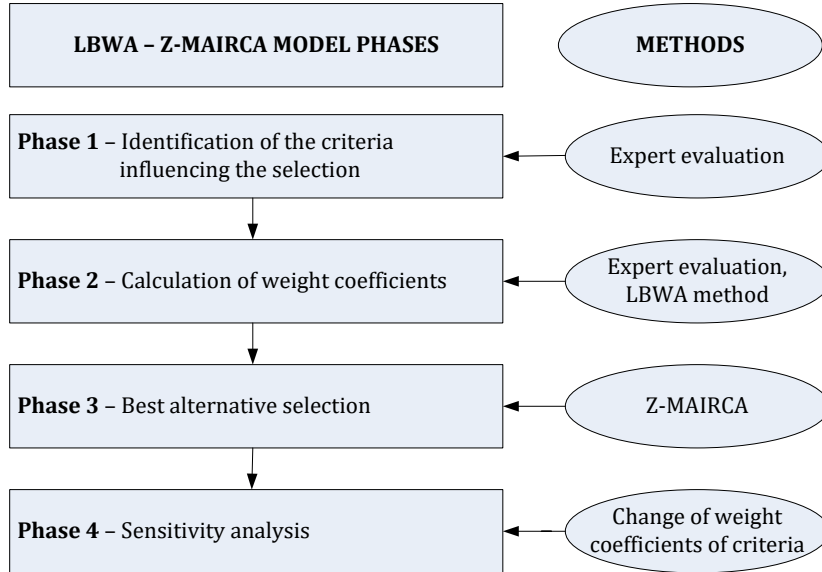 LBWA – Z-MAIRCA MODEL PHASES
METHODS
Phase 1 – Identification of the criteria
influencing the selection
Expert evaluation
Phase 2 – Calculation of weight coefficients
Expert evaluation,
LBWA method
Phase 3 – Best alternative selection
Z-MAIRCA
Phase 4 – Sensitivity analysis
Change of weight
coefficients of criteria